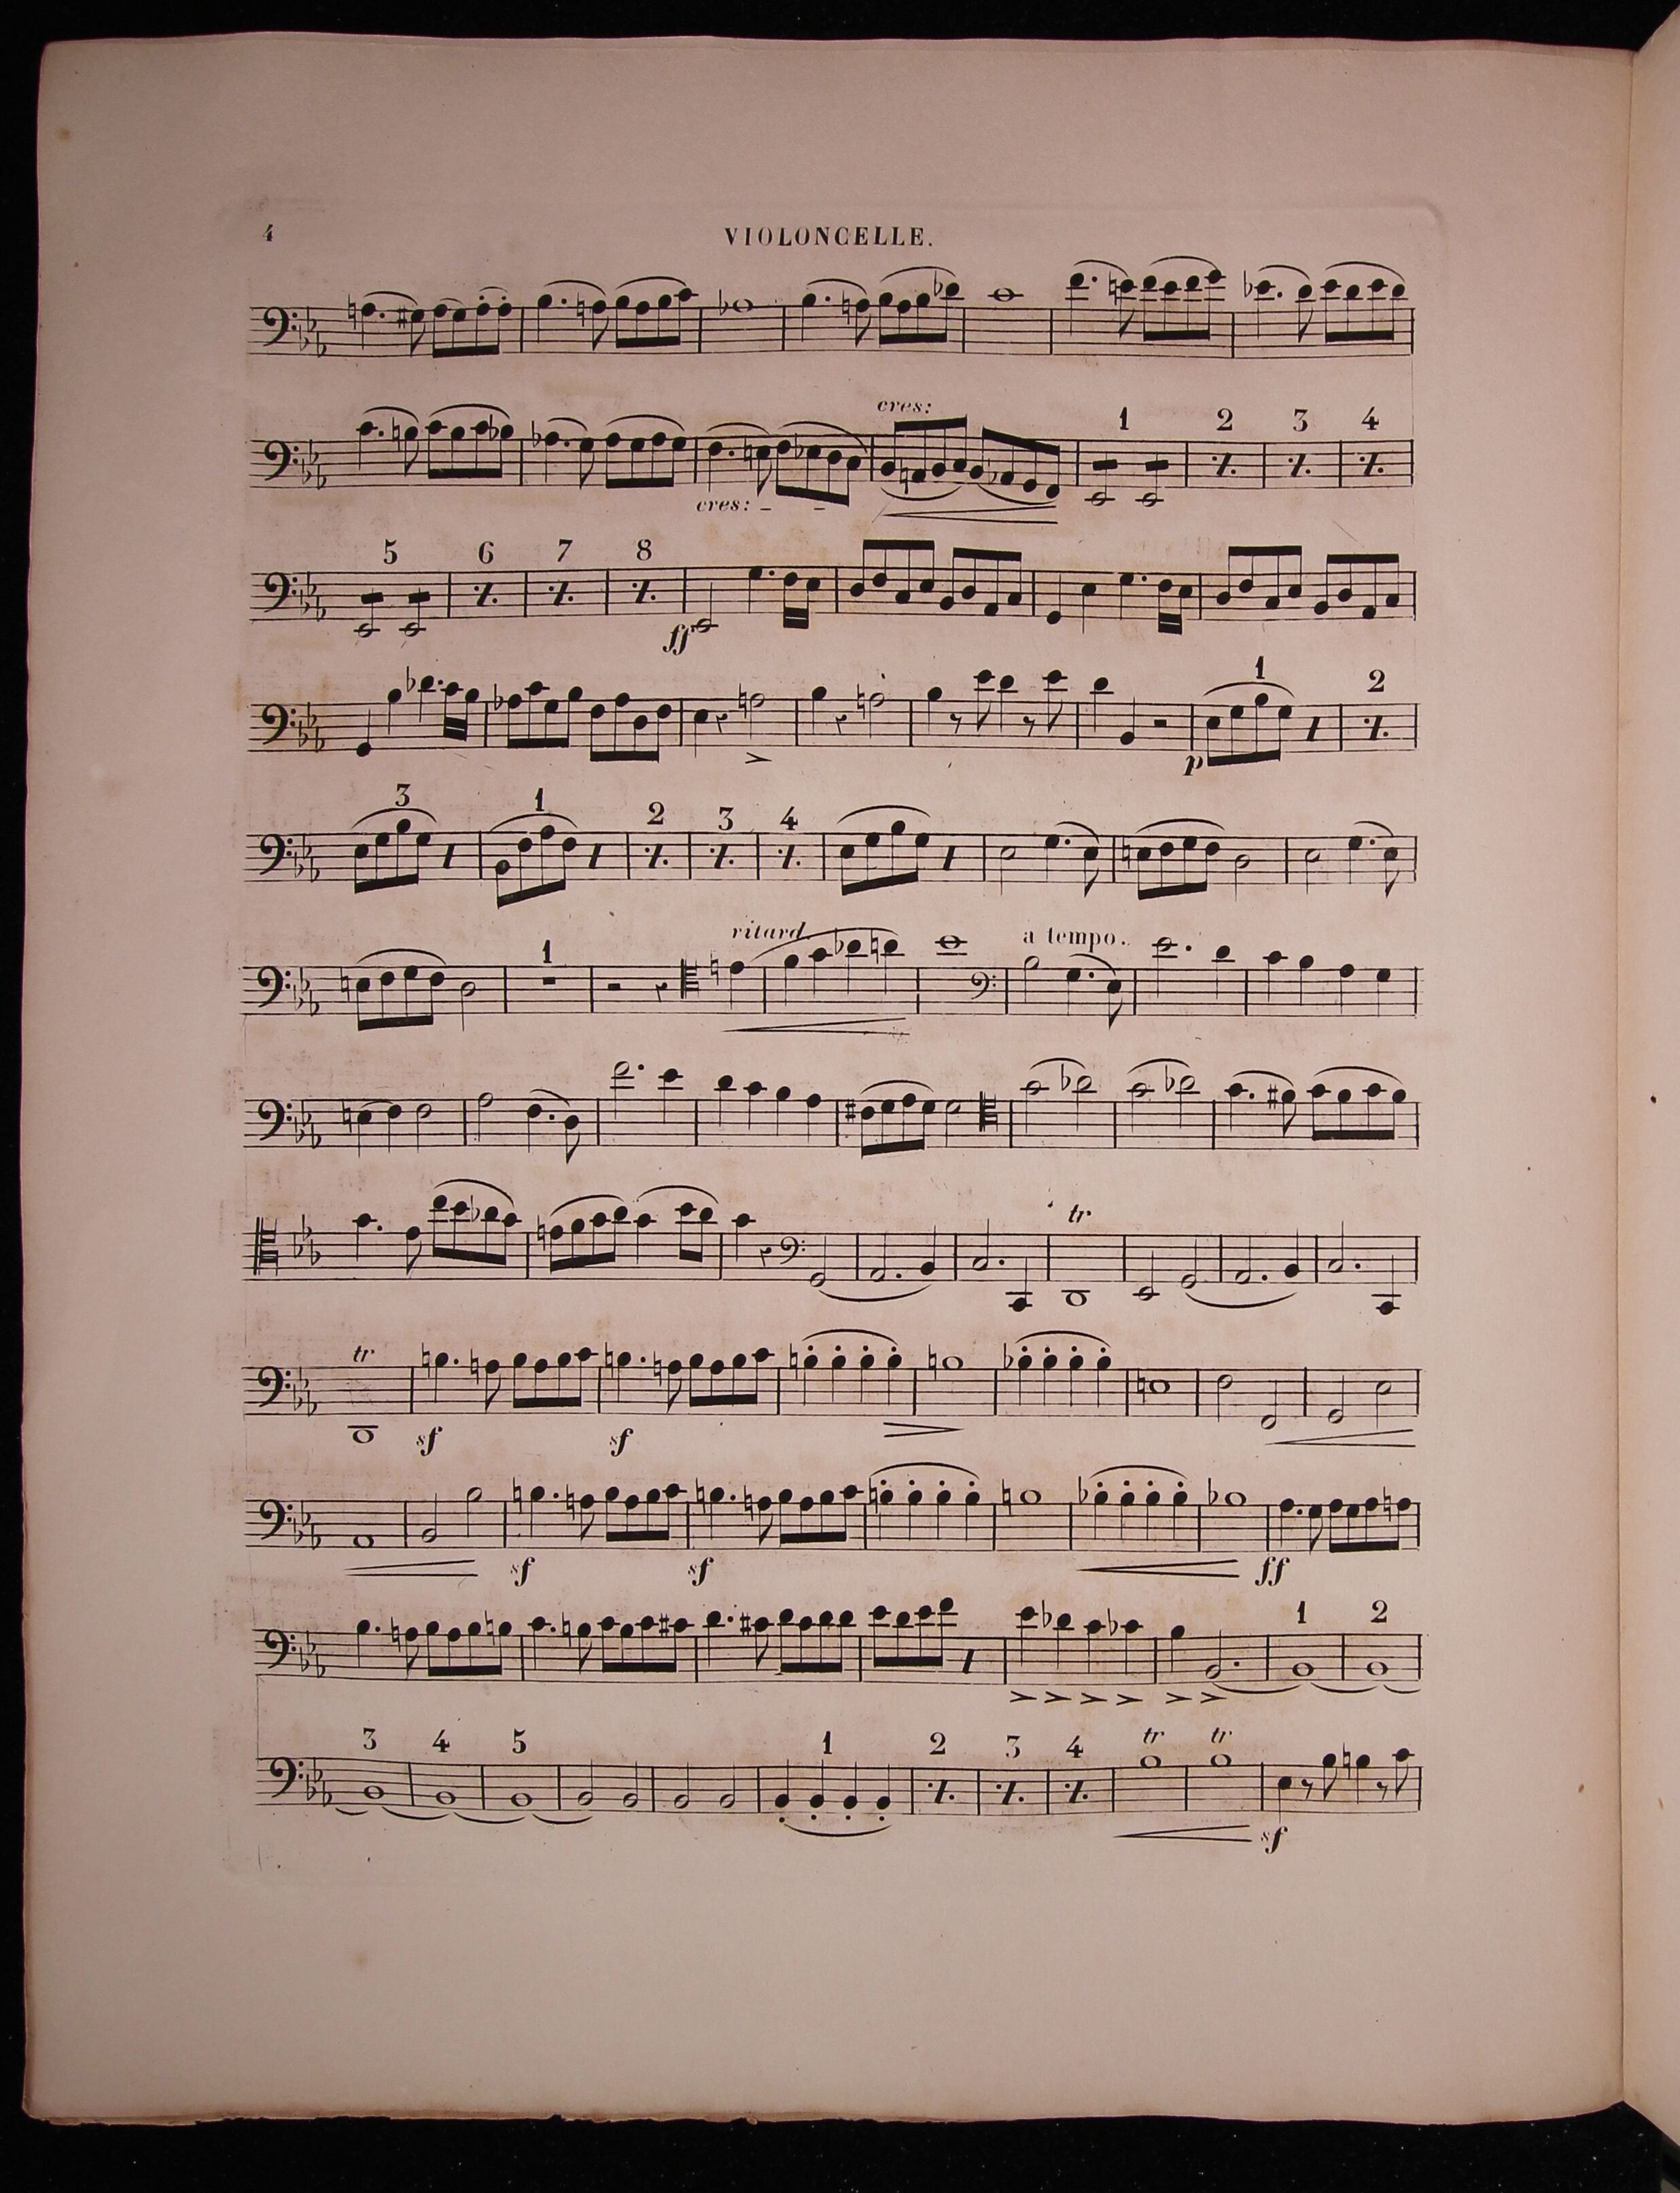 4
VIOLONCELLE.
cres:
1 2 3 4
cres:
5 6 7 8
ff
1 2
p
3 1 2 3 4
ritard. a tempo.
1
tr
tr
sf sf
sf sf ff
1 2
3 4 5 1 2 3 4 tr tr
sf